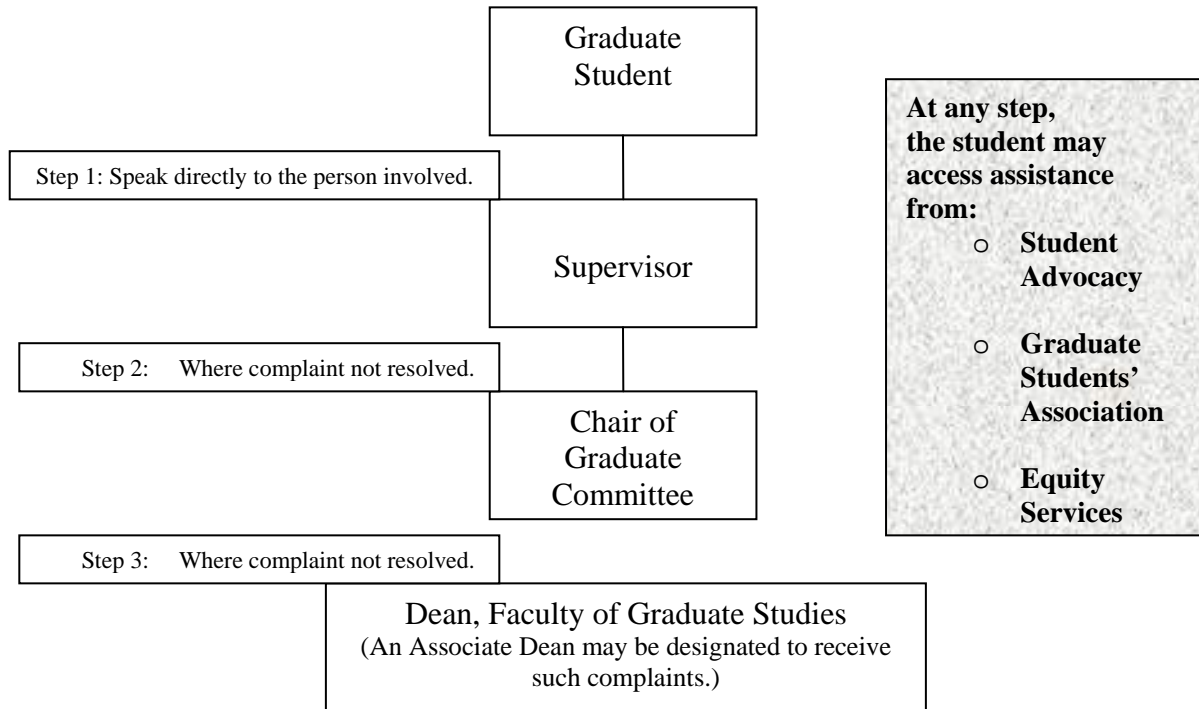 Graduate
Student
Step 1: Speak directly to the person involved.
Supervisor
Step 2: Where complaint not resolved.
Chair of
Graduate
Committee
Step 3: Where complaint not resolved.
Dean, Faculty of Graduate Studies
(An Associate Dean may be designated to receive
such complaints.)
At any step,
the student may
access assistance
from:
o Student
Advocacy
o Graduate
Students’
Association
o Equity
Services